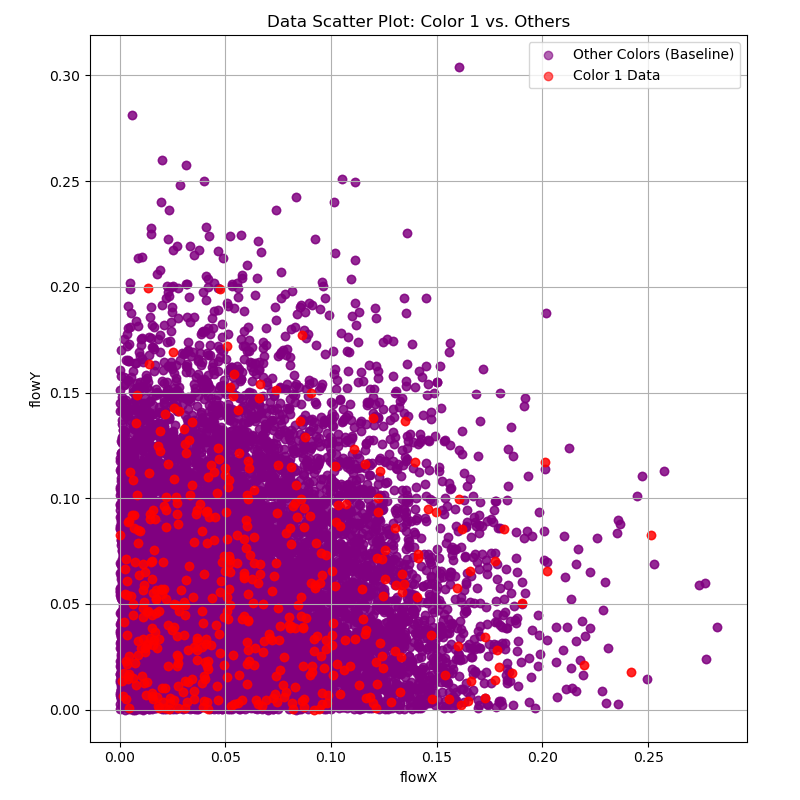 Data Scatter Plot: Color 1 vs. Others
Other Colors (Baseline)
Color 1 Data
0.30
0.25
0.20
0.15
0.10
0.05
0.00
flowY
0.00 0.05 0.10 0.15 0.20 0.25
flowX